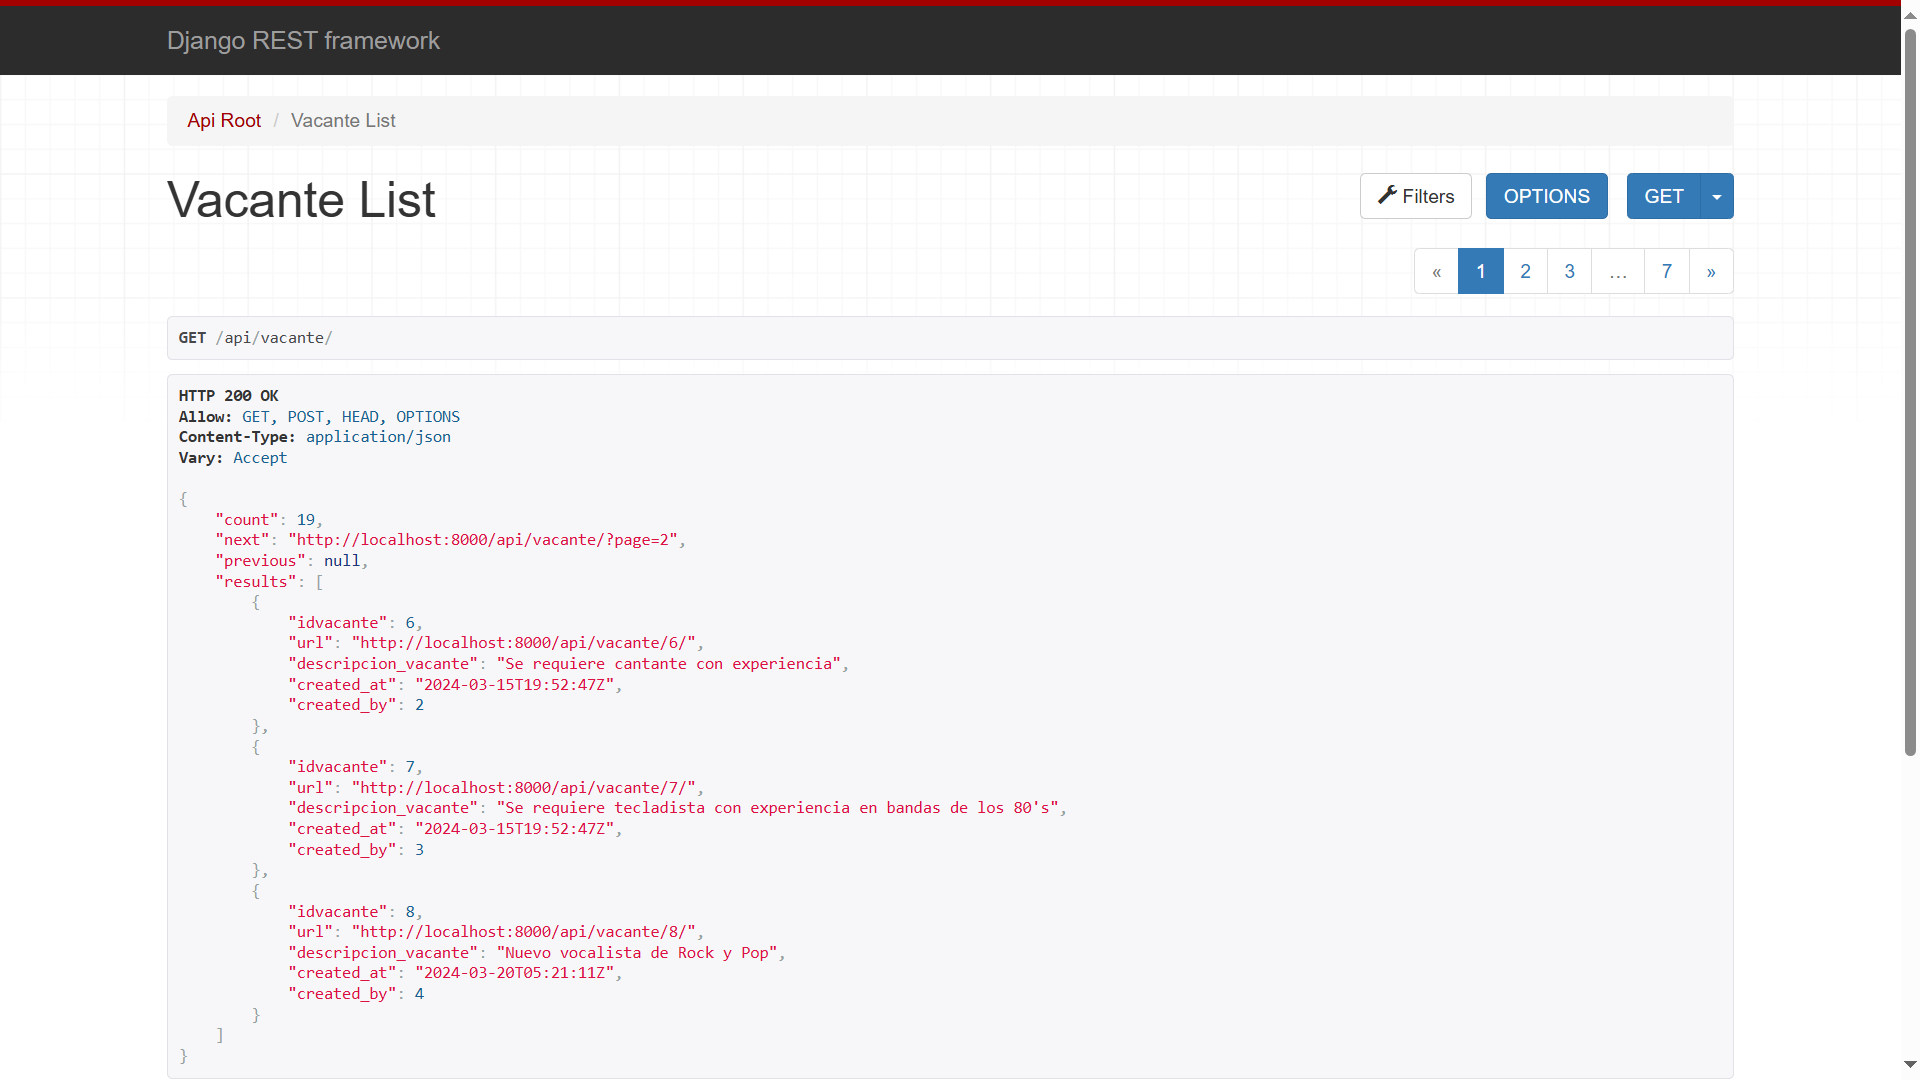 Django REST framework
Api Root / Vacante List
Vacante List
Filters
OPTIONS
GET
« 1 2 3 … 7 »
GET /api/vacante/
HTTP 200 OK
Allow: GET, POST, HEAD, OPTIONS
Content-Type: application/json
Vary: Accept
{
    "count": 19,
    "next": "http://localhost:8000/api/vacante/?page=2",
    "previous": null,
    "results": [
        {
            "idvacante": 6,
            "url": "http://localhost:8000/api/vacante/6/",
            "descripcion_vacante": "Se requiere cantante con experiencia",
            "created_at": "2024-03-15T19:52:47Z",
            "created_by": 2
        },
        {
            "idvacante": 7,
            "url": "http://localhost:8000/api/vacante/7/",
            "descripcion_vacante": "Se requiere tecladista con experiencia en bandas de los 80's",
            "created_at": "2024-03-15T19:52:47Z",
            "created_by": 3
        },
        {
            "idvacante": 8,
            "url": "http://localhost:8000/api/vacante/8/",
            "descripcion_vacante": "Nuevo vocalista de Rock y Pop",
            "created_at": "2024-03-20T05:21:11Z",
            "created_by": 4
        }
    ]
}